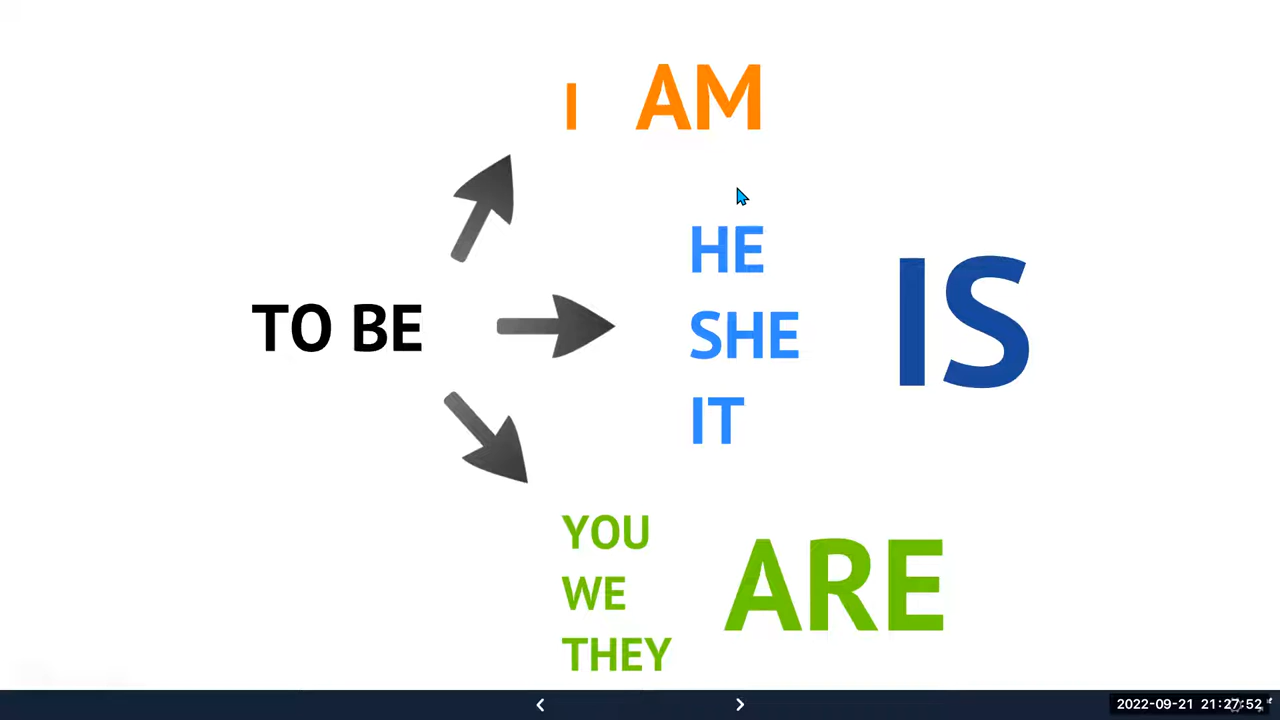 I AM
HE
SHE
IT
IS
TO BE
YOU
WE
THEY
ARE
2022-09-21 21:27:52